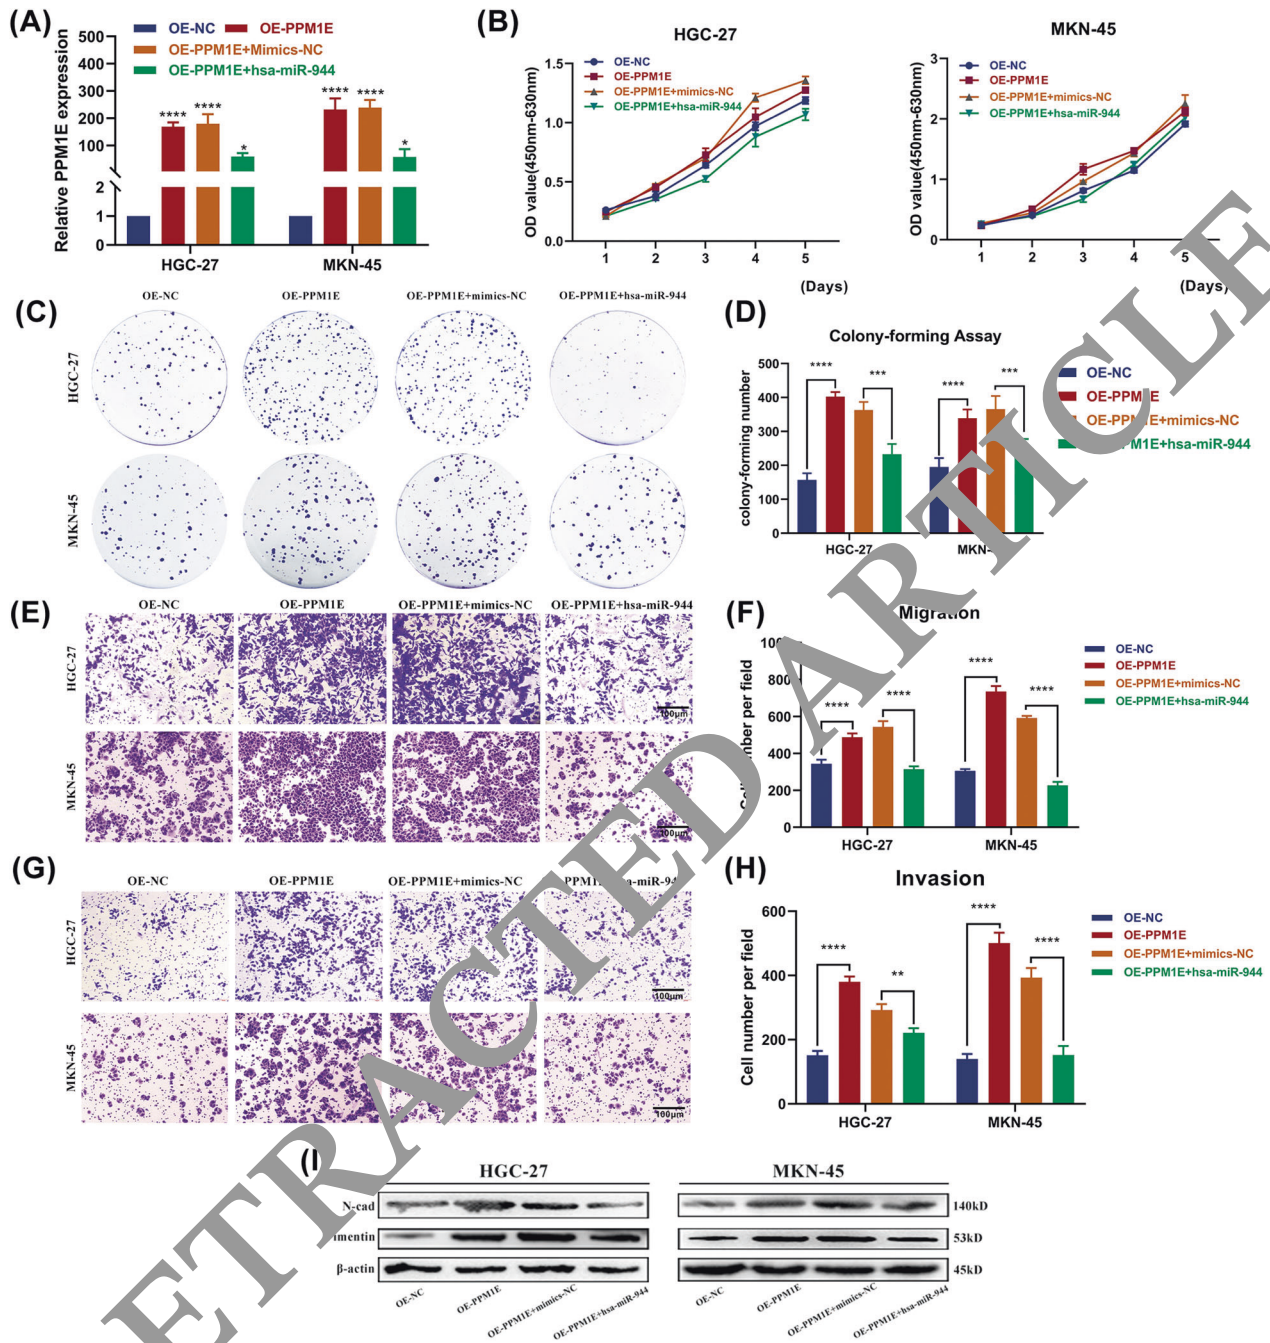 (A)
OE-NC
OE-PPM1E
OE-PPM1E+Mimics-NC
OE-PPM1E+hsa-miR-944
Relative PPM1E expression
500
400
300
200
100
2
1
0
****
****
*
****
****
*
HGC-27
MKN-45
(B)
HGC-27
OE-NC
OE-PPM1E
OE-PPM1E+mimics-NC
OE-PPM1E+hsa-miR-944
OD value(450nm-630nm)
1.5
1.0
0.5
0.0
1 2 3 4 5
(Days)
MKN-45
OE-NC
OE-PPM1E
OE-PPM1E+mimics-NC
OE-PPM1E+hsa-miR-944
OD value(450nm-630nm)
3
2
1
0
1 2 3 4 5
(Days)
(C)
OE-NC
OE-PPM1E
OE-PPM1E+mimics-NC
OE-PPM1E+hsa-miR-944
HGC-27
MKN-45
(D)
Colony-forming Assay
colony-forming number
500
400
300
200
100
0
****
***
****
***
HGC-27
OE-NC
OE-PPM1E+hsa-miR-944
(E)
OE-NC
OE-PPM1E
OE-PPM1E+mimics-NC
OE-PPM1E+hsa-miR-944
HGC-27
MKN-45
100μm
100μm
(F)
Migration
number per field
800
600
400
200
0
****
****
****
****
HGC-27
MKN-45
OE-NC
OE-PPM1E
OE-PPM1E+mimics-NC
OE-PPM1E+hsa-miR-944
(G)
OE-NC
OE-PPM1E
OE-PPM1E+mimics-NC
HGC-27
MKN-45
100μm
100μm
(H)
Invasion
Cell number per field
600
400
200
0
****
**
****
****
HGC-27
MKN-45
OE-NC
OE-PPM1E
OE-PPM1E+mimics-NC
OE-PPM1E+hsa-miR-944
HGC-27
MKN-45
N-cad
140kD
imentin
53kD
β-actin
45kD
OE-NC
OE-PPM1E
OE-PPM1E+mimics-NC
OE-PPM1E+hsa-miR-944
OE-NC
OE-PPM1E
OE-PPM1E+mimics-NC
OE-PPM1E+hsa-miR-944
ETRACTED ARTICLE